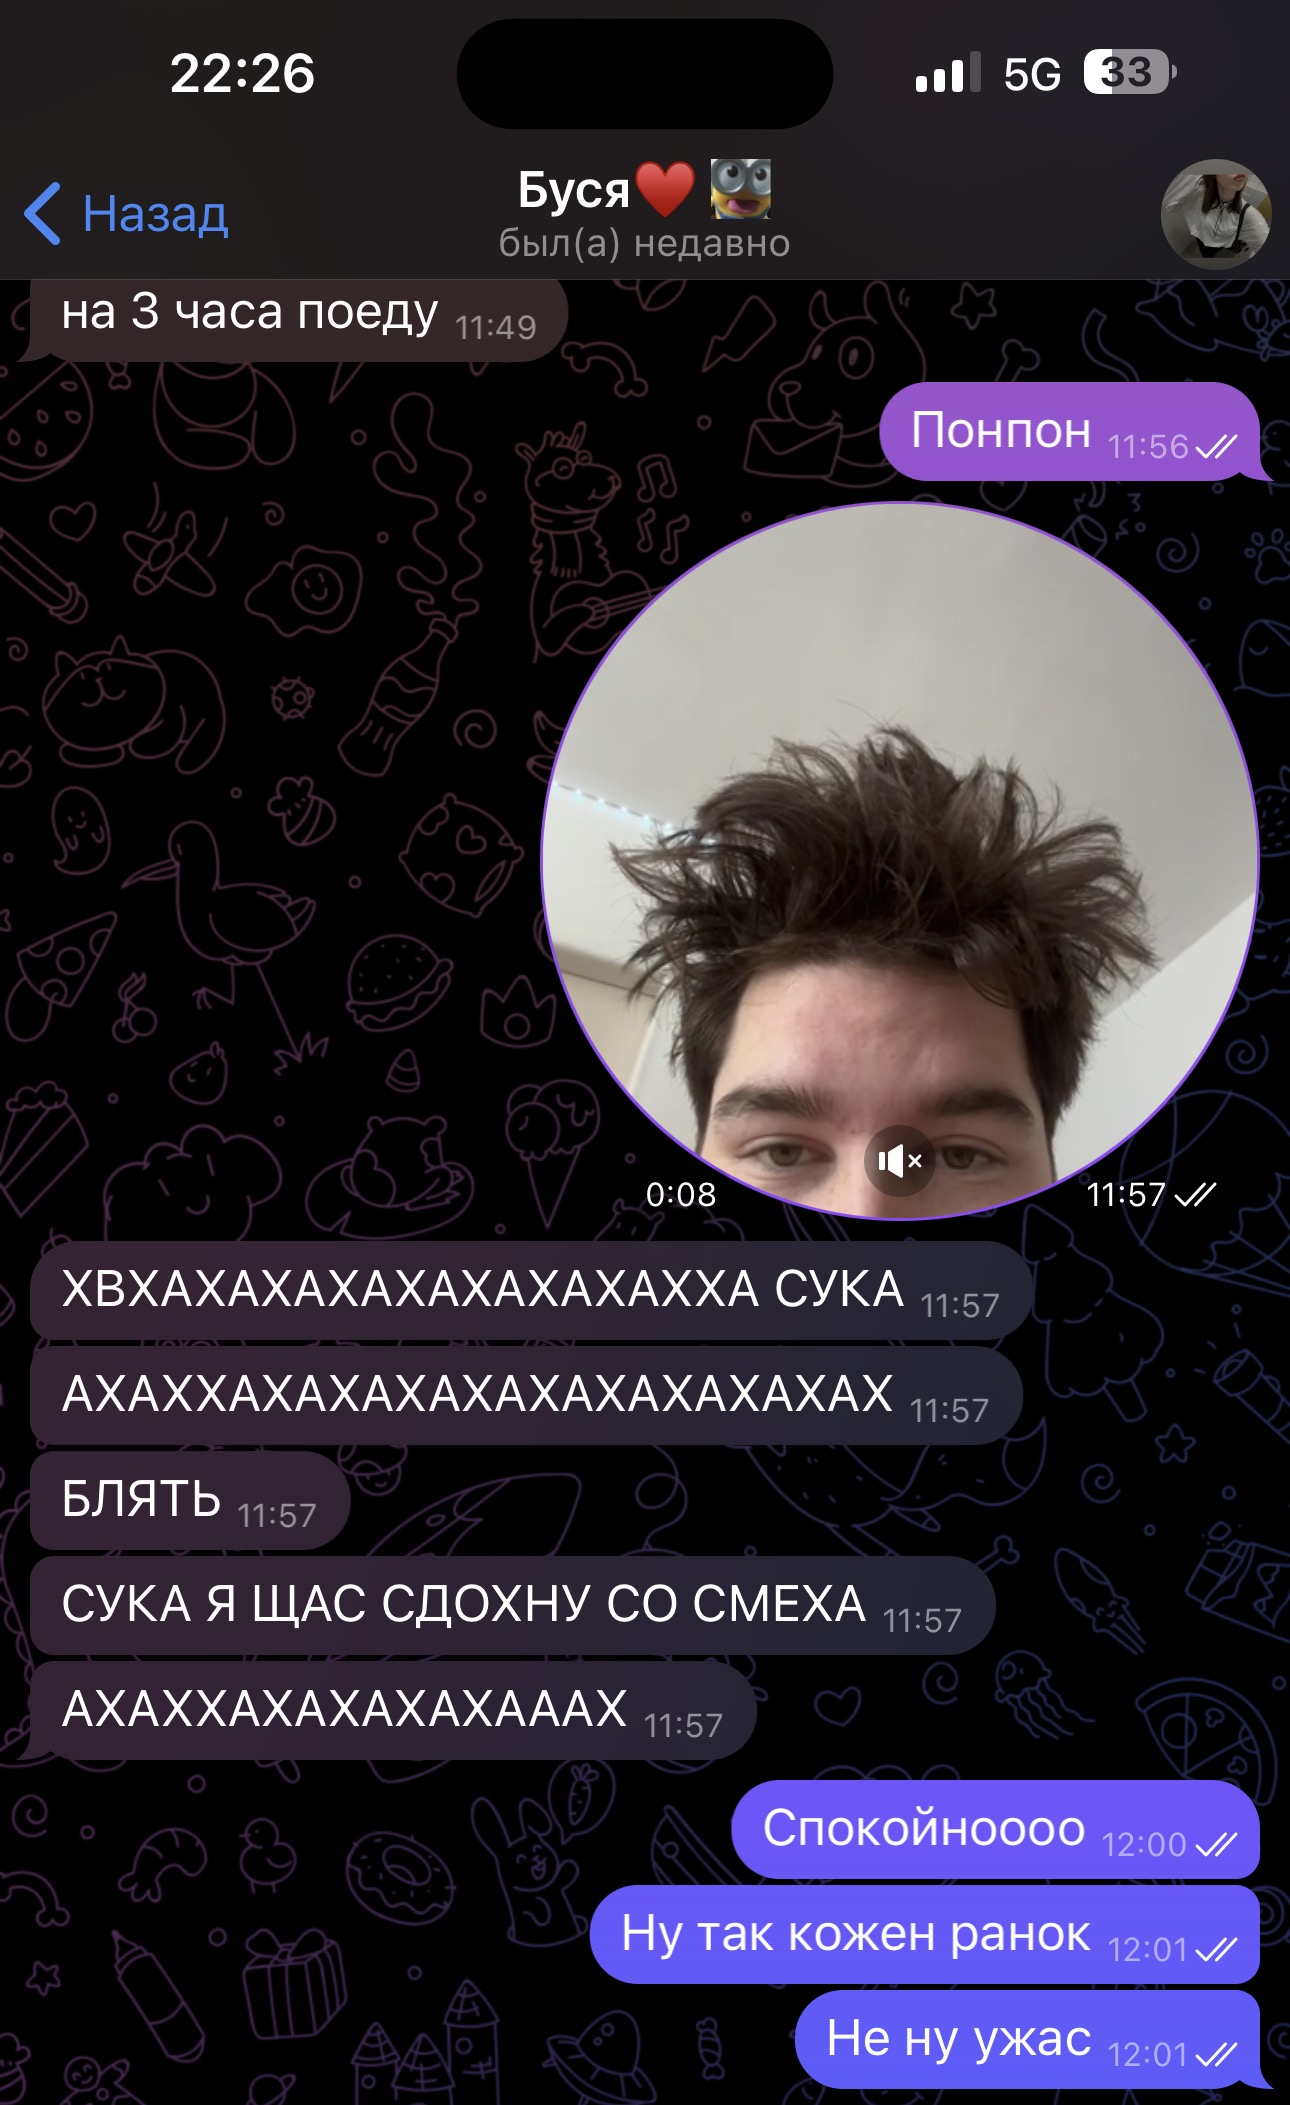 22:26
5G 33
Назад
Буся
был(а) недавно
на 3 часа поеду 11:49
Понпон 11:56
0:08
11:57
ХВХАХАХАХАХАХАХАХАХХА СУКА 11:57
АХАХХАХАХАХАХАХАХАХАХАХАХ 11:57
БЛЯТЬ 11:57
СУКА Я ЩАС СДОХНУ СО СМЕХА 11:57
АХАХХАХАХАХАХАААХ 11:57
Спокойноооо 12:00
Ну так кожен ранок 12:01
Не ну ужас 12:01